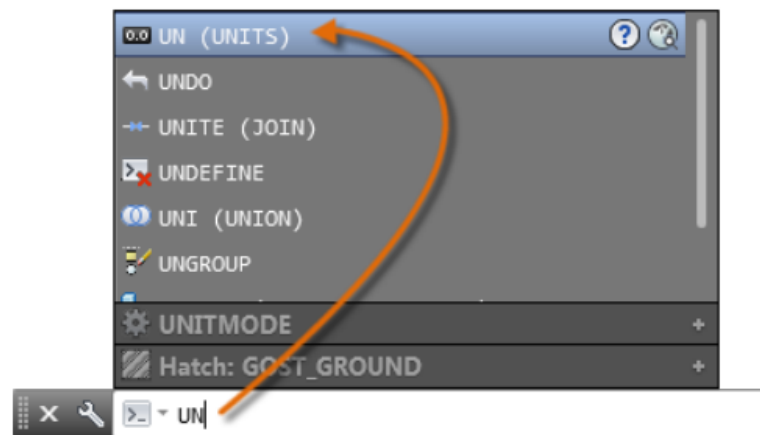 0.0 UN (UNITS)
UNDO
UNITE (JOIN)
UNDEFINE
UNI (UNION)
UNGROUP
UNITMODE
Hatch: GOST_GROUND
UN